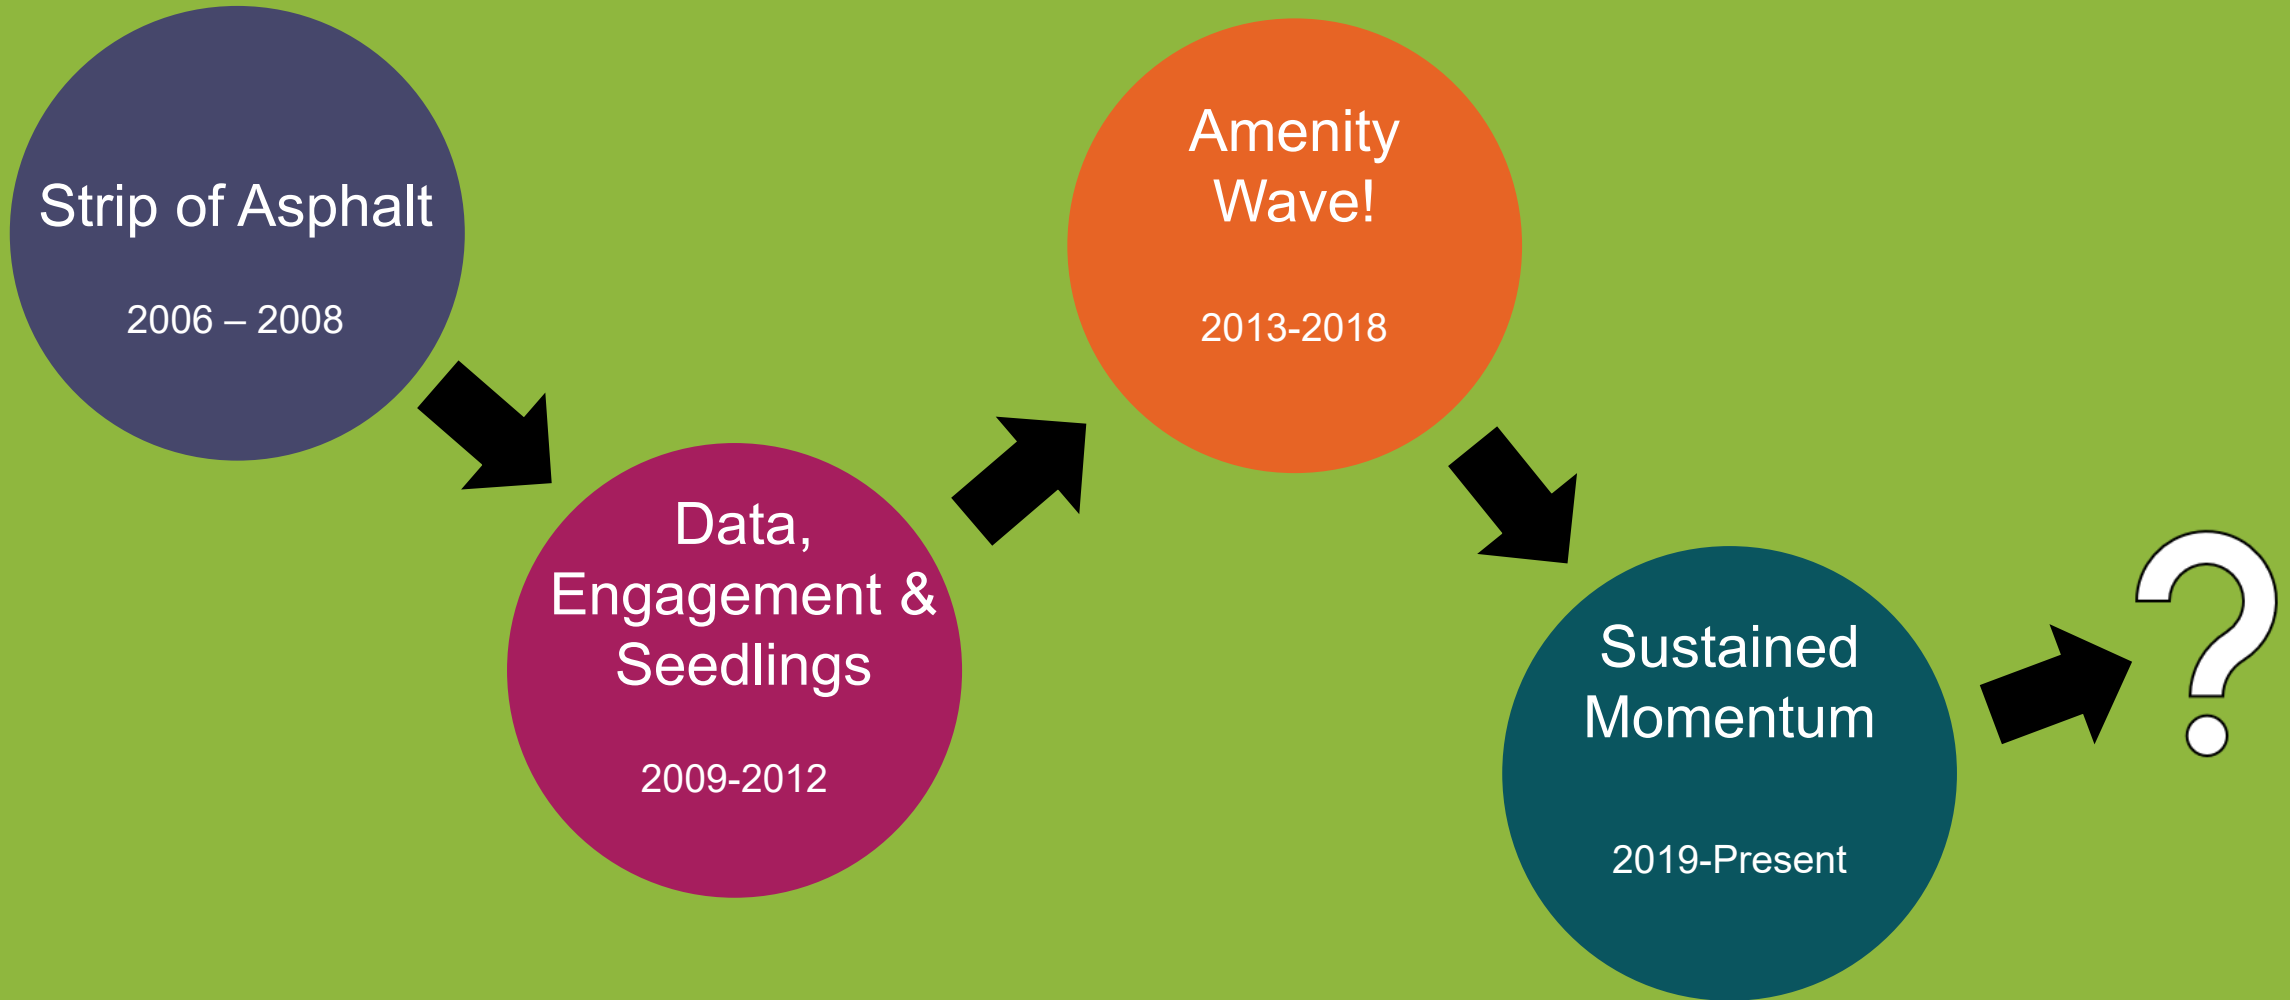 Strip of Asphalt
2006 – 2008
Data,
Engagement &
Seedlings
2009-2012
Amenity
Wave!
2013-2018
Sustained
Momentum
2019-Present
?